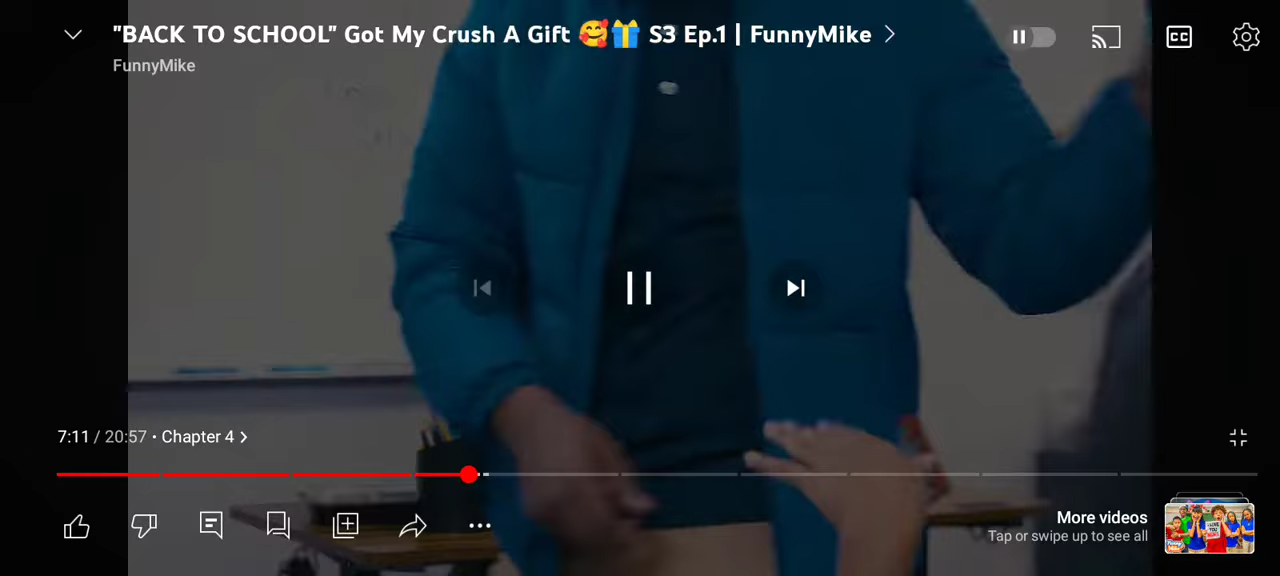 "BACK TO SCHOOL" Got My Crush A Gift 🥰🎁 S3 Ep.1 | FunnyMike
FunnyMike
CC
7:11 / 20:57 • Chapter 4
More videos
Tap or swipe up to see all